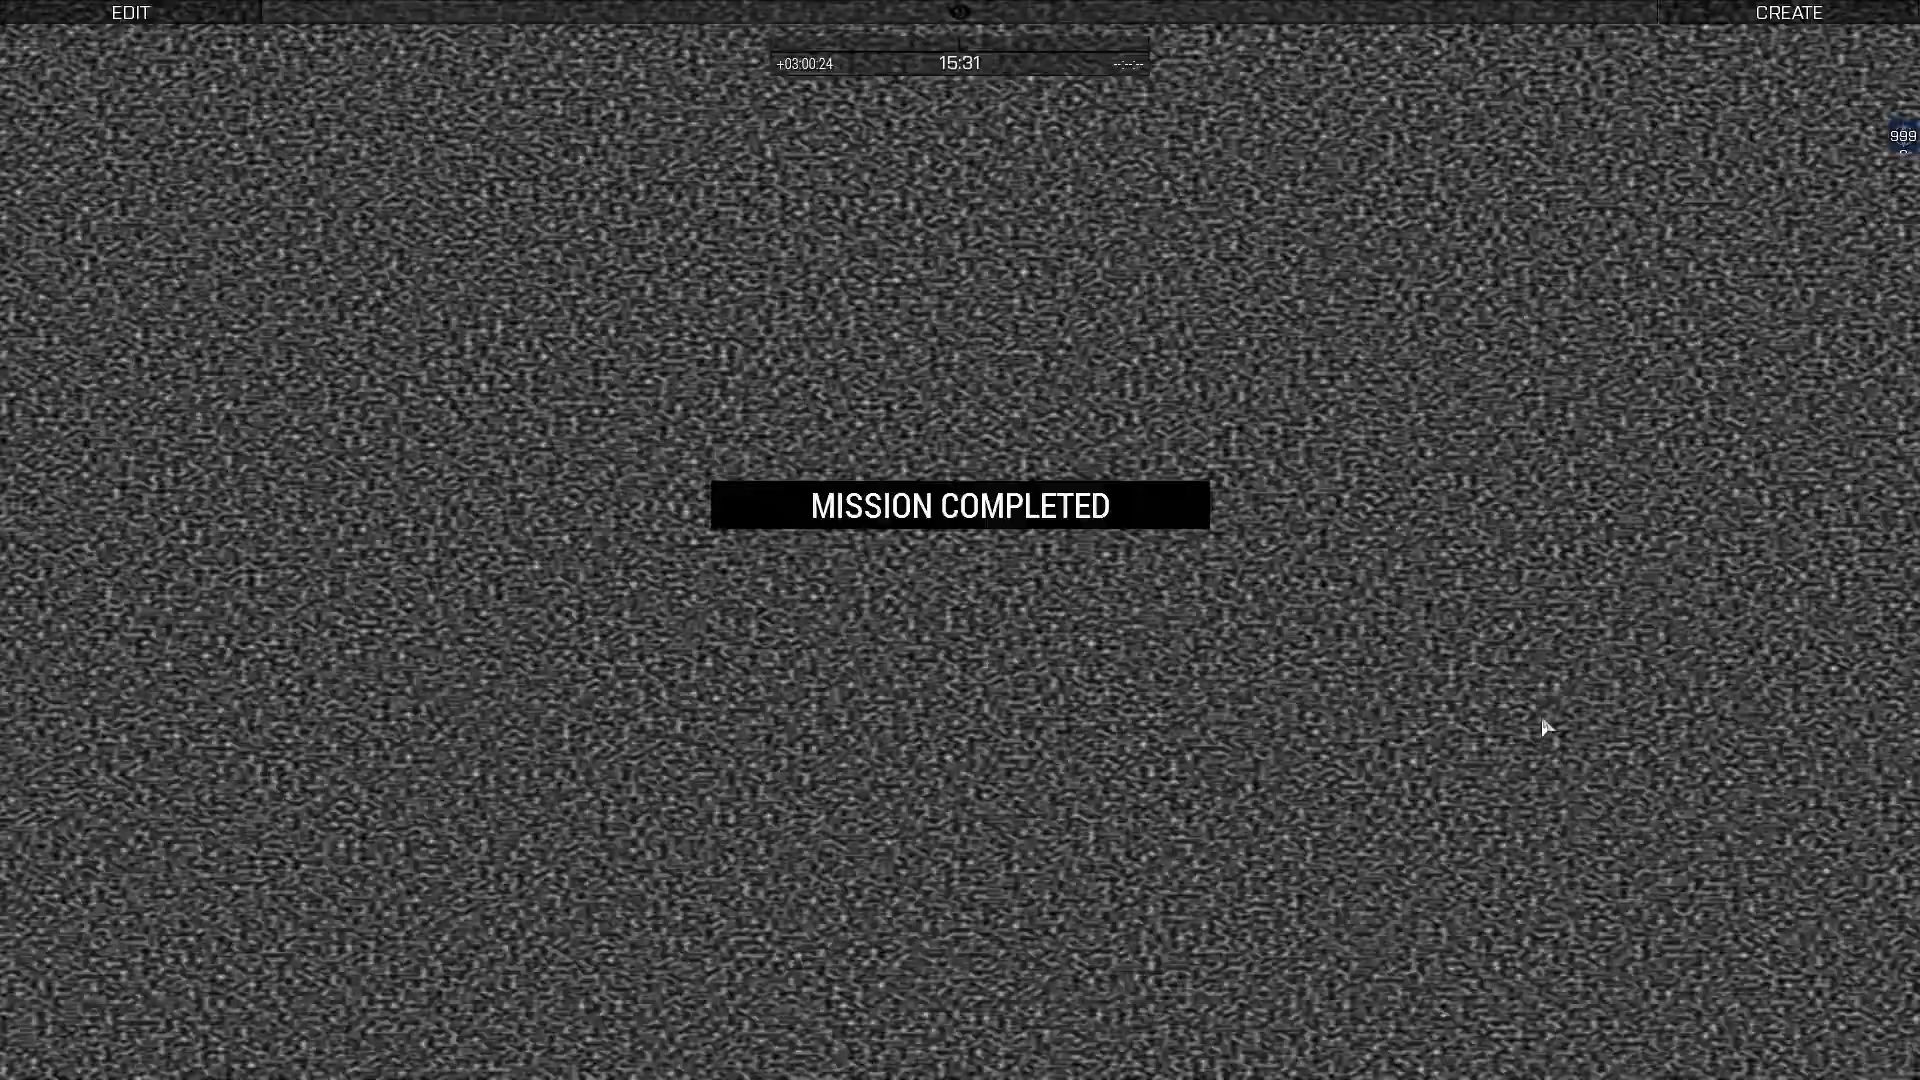 EDIT
CREATE
+03:00:24
15:31
--:--:--
999
MISSION COMPLETED